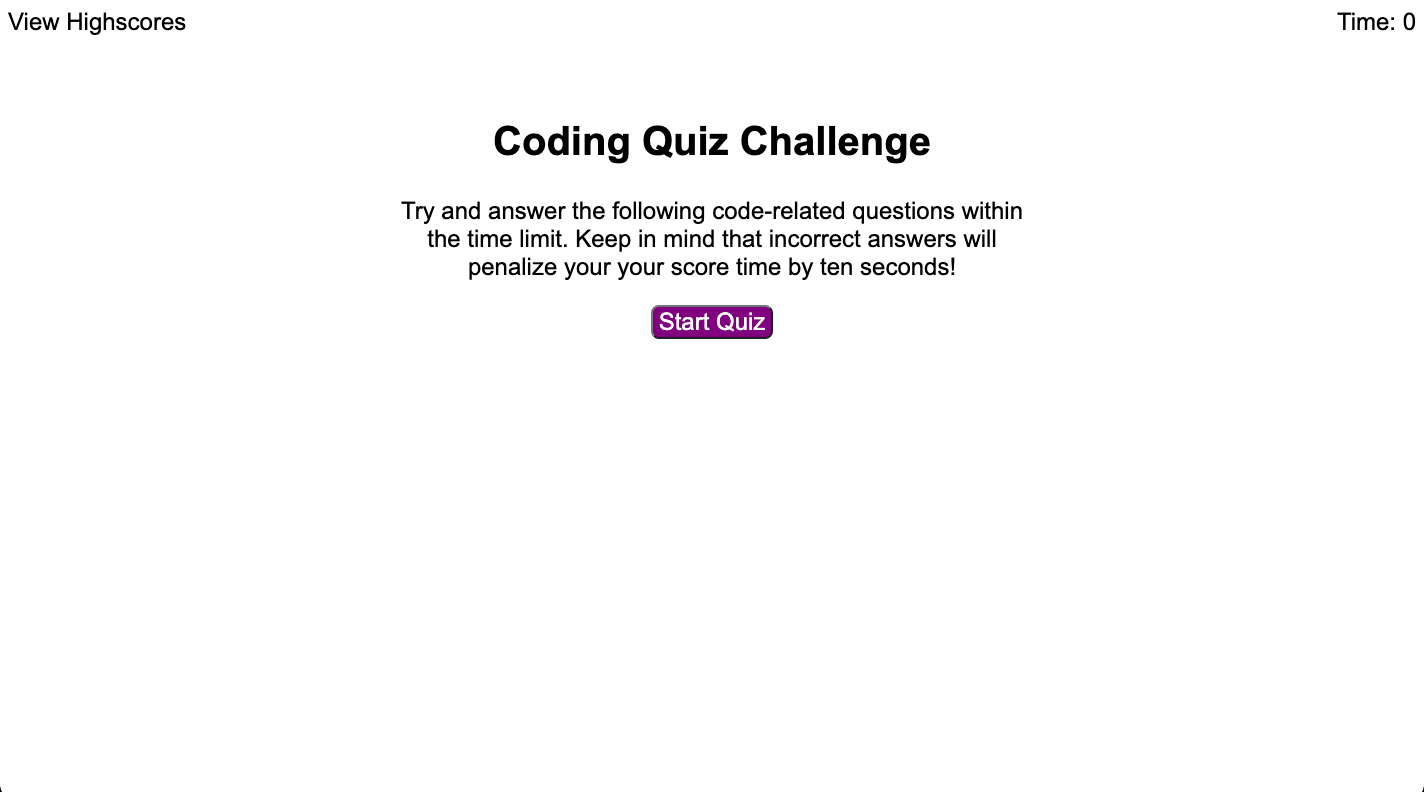 View Highscores
Time: 0
Coding Quiz Challenge
Try and answer the following code-related questions within
the time limit. Keep in mind that incorrect answers will
penalize your your score time by ten seconds!
Start Quiz